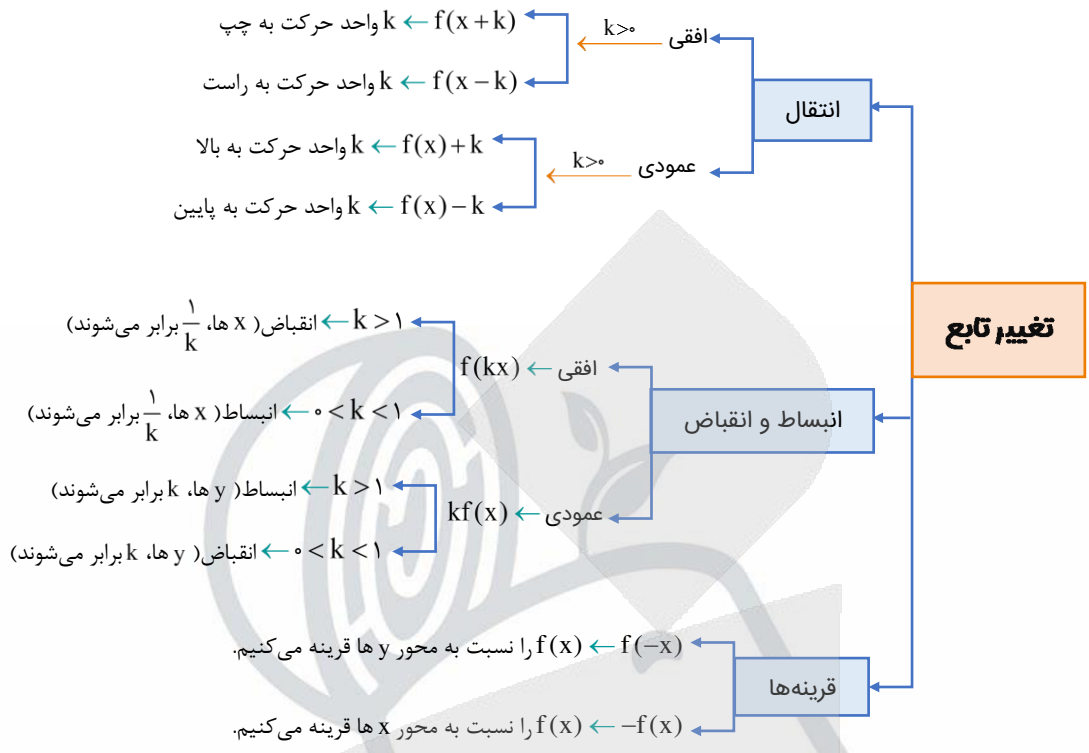 تغییر تابع
انتقال
افقی
k>۰
f(x+k) ← k واحد حرکت به چپ
f(x−k) ← k واحد حرکت به راست
عمودی
k>۰
f(x)+k ← k واحد حرکت به بالا
f(x)−k ← k واحد حرکت به پایین
انبساط و انقباض
افقی ← f(kx)
k>۱ ← انقباض( x ها، ۱/k برابر می‌شوند)
۰<k<۱ ← انبساط( x ها، ۱/k برابر می‌شوند)
عمودی ← kf(x)
k>۱ ← انبساط( y ها، k برابر می‌شوند)
۰<k<۱ ← انقباض( y ها، k برابر می‌شوند)
قرینه‌ها
f(−x) ← f(x) را نسبت به محور y ها قرینه می‌کنیم.
−f(x) ← f(x) را نسبت به محور x ها قرینه می‌کنیم.